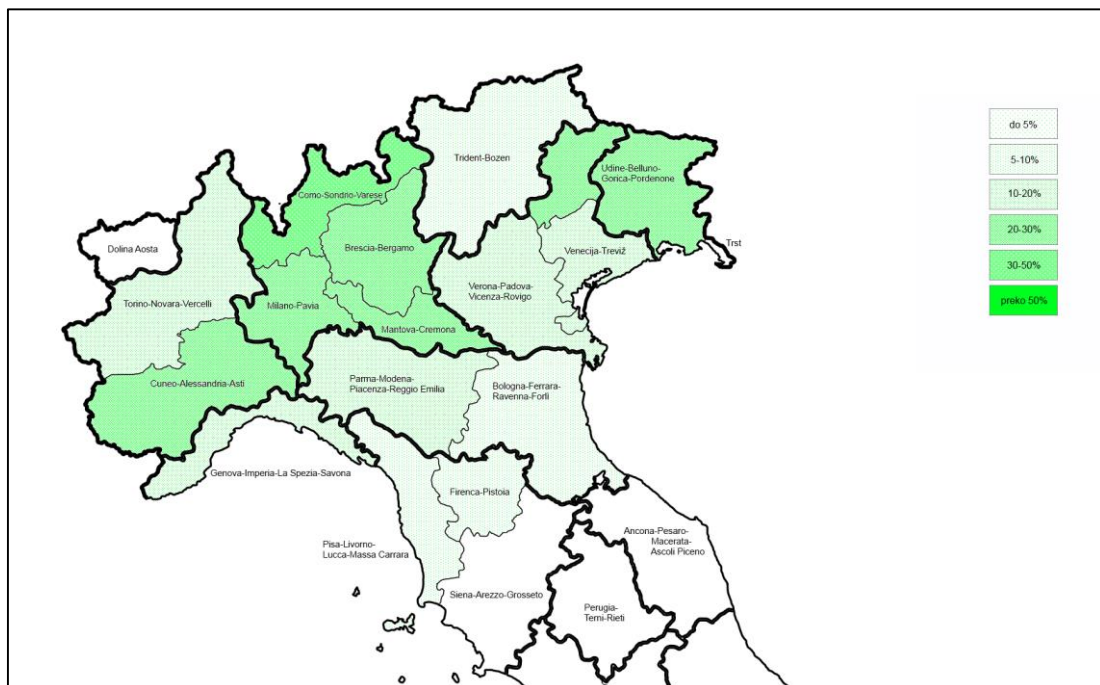 do 5%
5-10%
10-20%
20-30%
30-50%
preko 50%
Trident-Bozen
Udine-Belluno-
Gorica-Pordenone
Como-Sondrio-Varese
Dolina Aosta
Brescia-Bergamo
Venecija-Treviž
Trst
Torino-Novara-Vercelli
Milano-Pavia
Verona-Padova-
Vicenza-Rovigo
Mantova-Cremona
Cuneo-Alessandria-Asti
Parma-Modena-
Piacenza-Reggio Emilia
Bologna-Ferrara-
Ravenna-Forli
Genova-Imperia-La Spezia-Savona
Firenca-Pistoia
Pisa-Livorno-
Lucca-Massa Carrara
Ancona-Pesaro-
Macerata-
Ascoli Piceno
Siena-Arezzo-Grosseto
Perugia-
Terni-Rieti